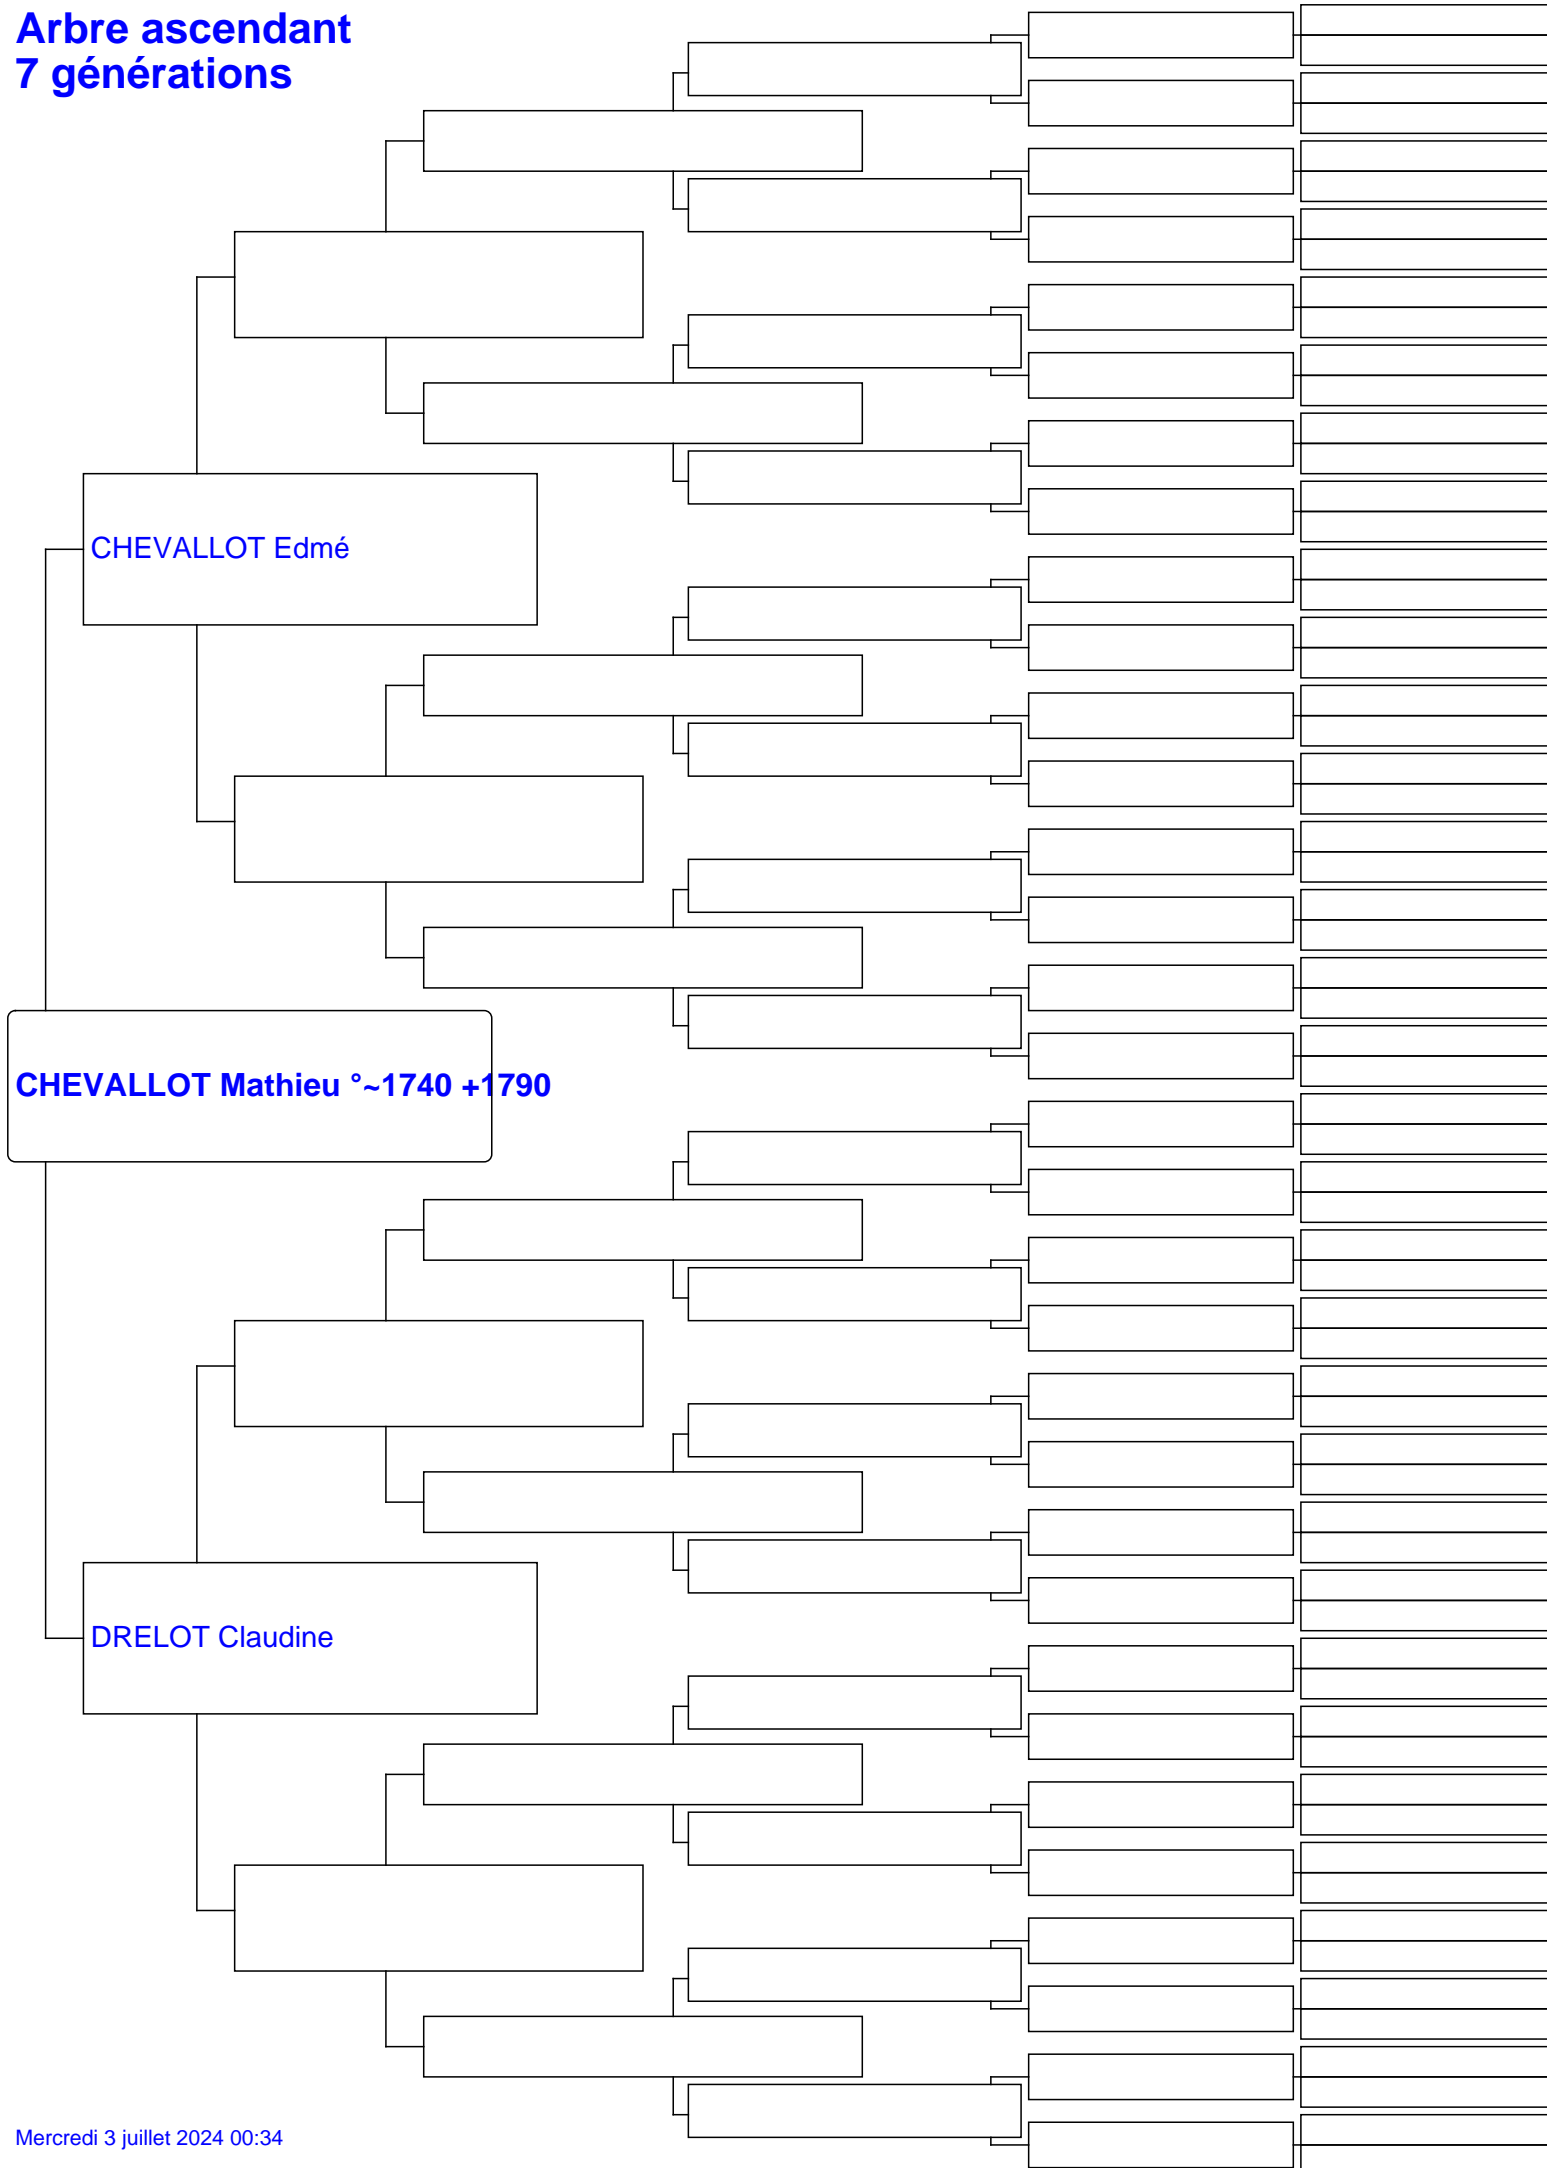 Arbre ascendant
7 générations
CHEVALLOT Edmé
CHEVALLOT Mathieu °~1740 +1790
DRELOT Claudine
Mercredi 3 juillet 2024 00:34